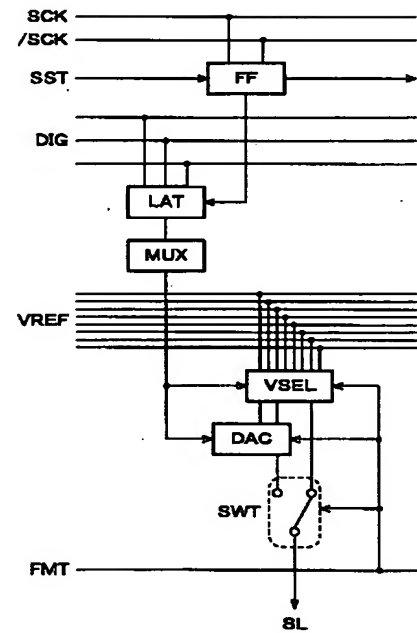 SCK
/SCK
SST
FF
DIG
LAT
MUX
VREF
VSEL
DAC
SWT
FMT
SL